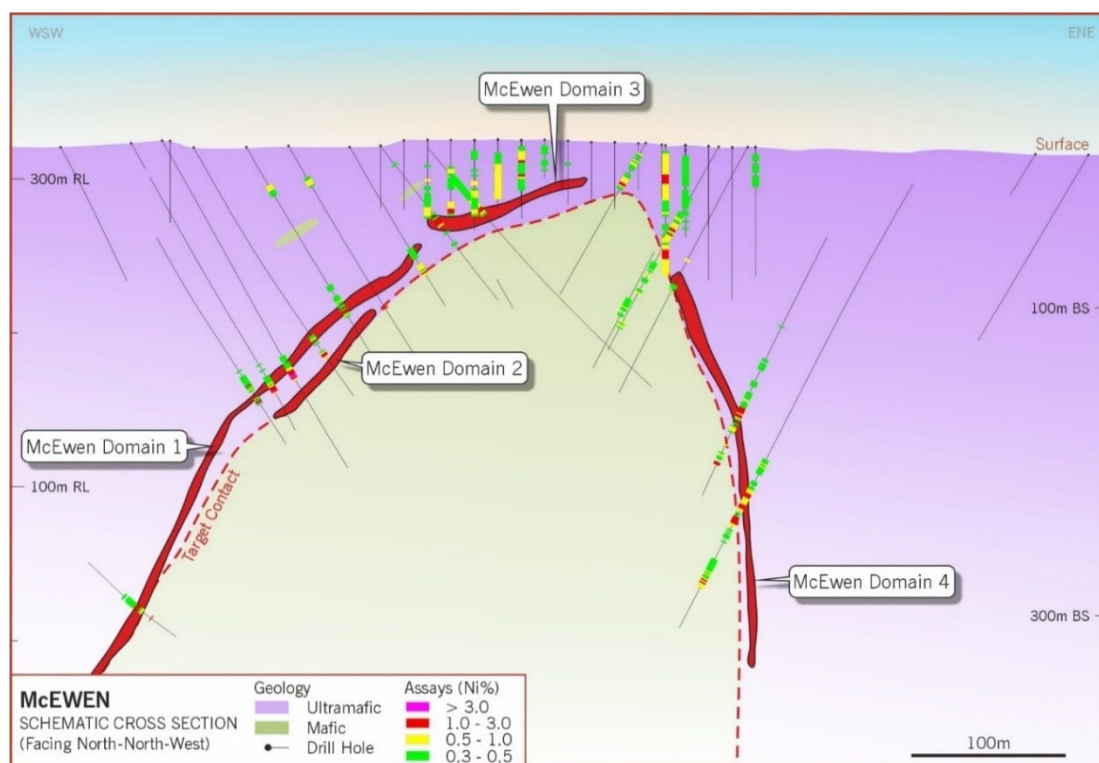 WSW
ENE
McEwen Domain 3
Surface
300m RL
100m BS
McEwen Domain 2
McEwen Domain 1
100m RL
Target Contact
McEwen Domain 4
300m BS
McEWEN
SCHEMATIC CROSS SECTION
(Facing North-North-West)
Geology
Ultramafic
Mafic
Drill Hole
Assays (Ni%)
> 3.0
1.0 - 3.0
0.5 - 1.0
0.3 - 0.5
100m